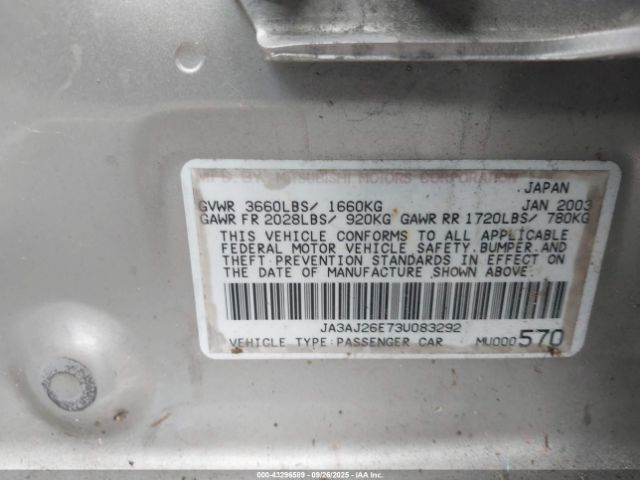 MFD. BY MITSUBISHI MOTORS CORPORATION
JAPAN
GVWR 3660LBS/ 1660KG JAN 2003
GAWR FR 2028LBS/ 920KG GAWR RR 1720LBS/ 780KG
THIS VEHICLE CONFORMS TO ALL APPLICABLE
FEDERAL MOTOR VEHICLE SAFETY, BUMPER, AND
THEFT PREVENTION STANDARDS IN EFFECT ON
THE DATE OF MANUFACTURE SHOWN ABOVE.
JA3AJ26E73U083292
VEHICLE TYPE: PASSENGER CAR MU000570
000-43296589 - 09/26/2025 - IAA Inc.